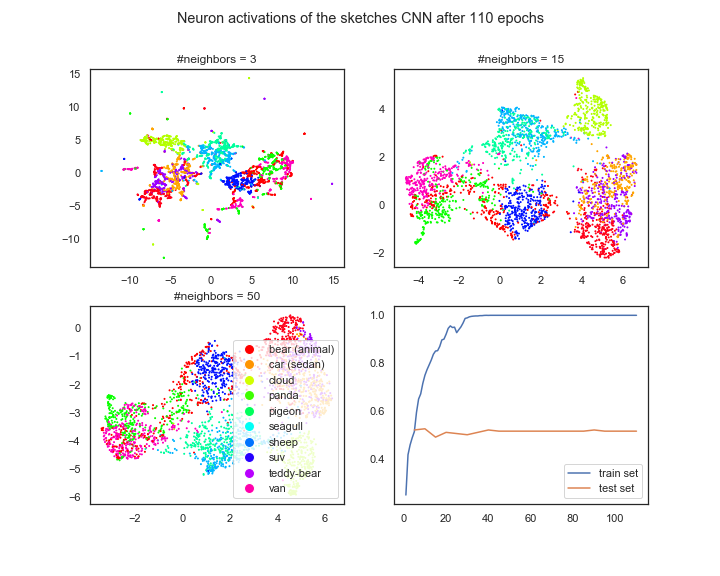 Neuron activations of the sketches CNN after 110 epochs
#neighbors = 3
15
10
5
0
−5
−10
−10 −5 0 5 10 15
#neighbors = 15
4
2
0
−2
−4 −2 0 2 4 6
#neighbors = 50
0
−1
−2
−3
−4
−5
−6
−2 0 2 4 6
bear (animal)
car (sedan)
cloud
panda
pigeon
seagull
sheep
suv
teddy-bear
van
1.0
0.8
0.6
0.4
0 20 40 60 80 100
train set
test set